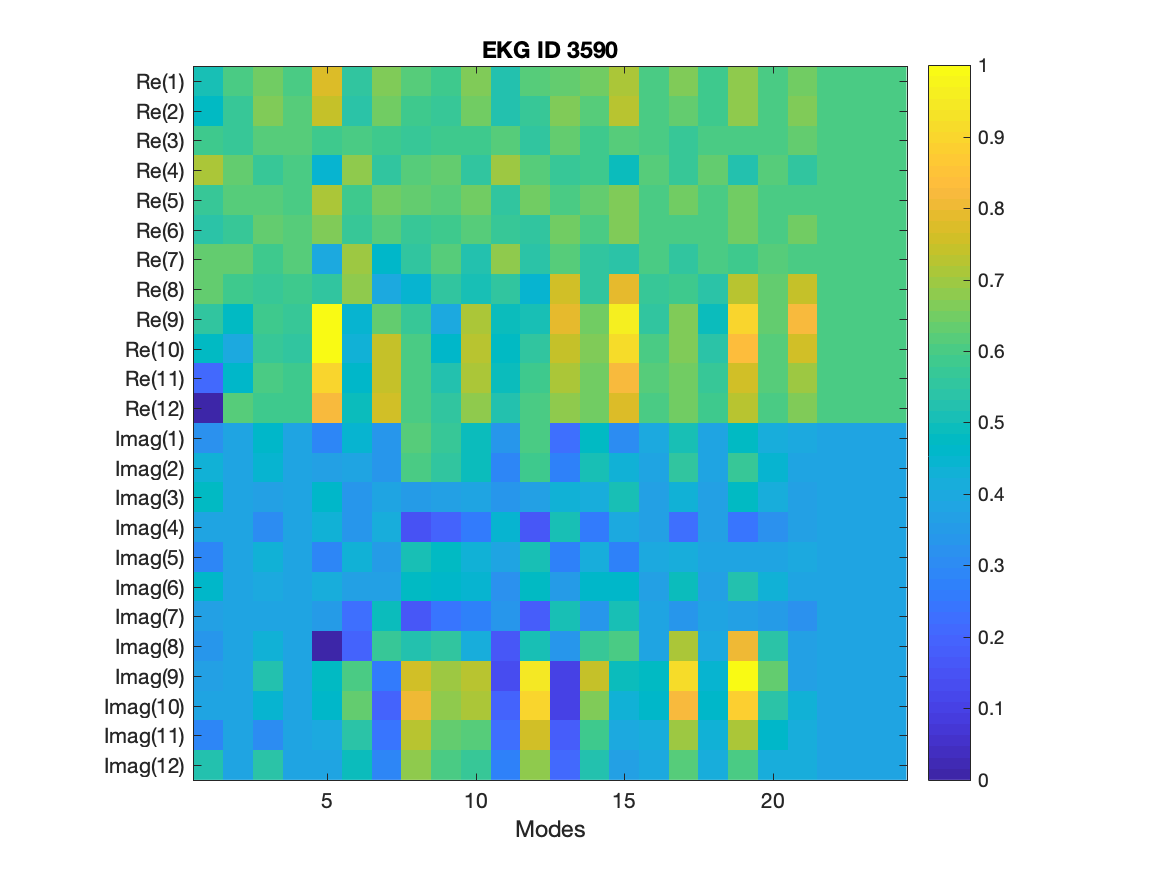 EKG ID 3590
Re(1)
Re(2)
Re(3)
Re(4)
Re(5)
Re(6)
Re(7)
Re(8)
Re(9)
Re(10)
Re(11)
Re(12)
Imag(1)
Imag(2)
Imag(3)
Imag(4)
Imag(5)
Imag(6)
Imag(7)
Imag(8)
Imag(9)
Imag(10)
Imag(11)
Imag(12)
5 10 15 20
Modes
1
0.9
0.8
0.7
0.6
0.5
0.4
0.3
0.2
0.1
0